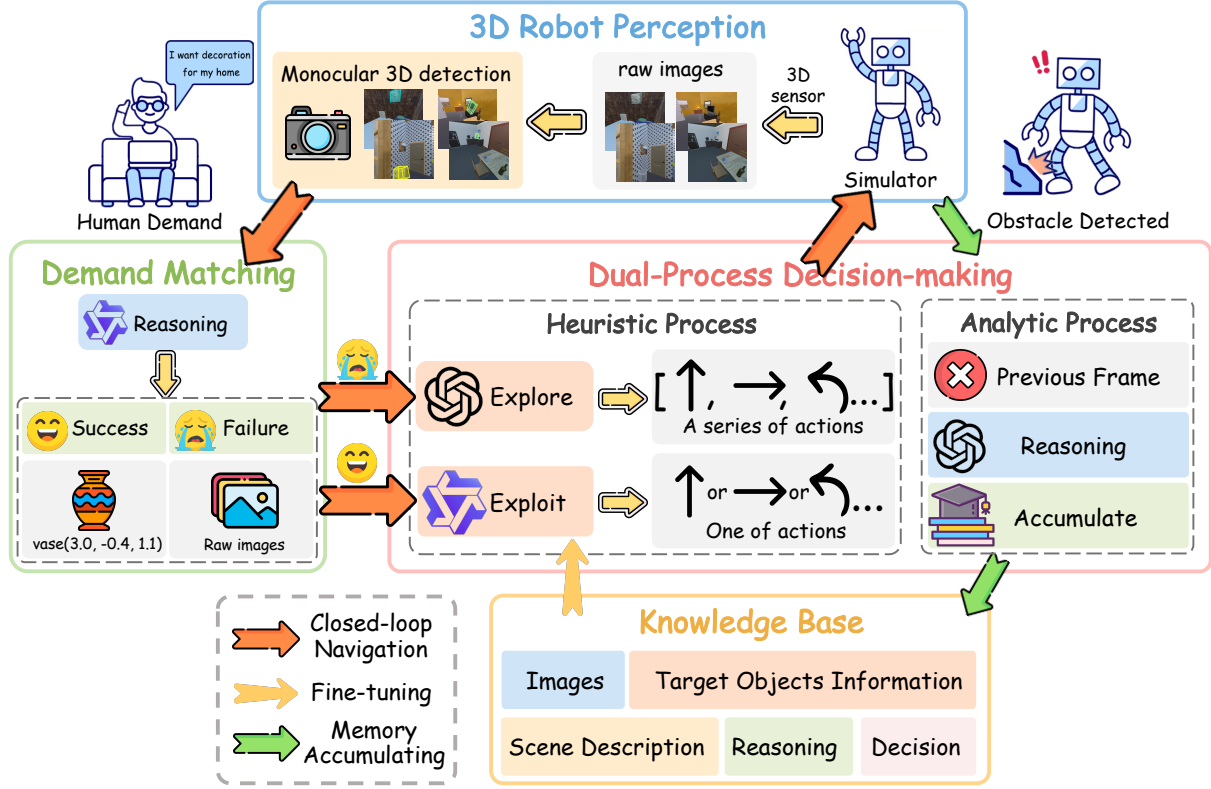 3D Robot Perception
I want decoration
for my home
Human Demand
Monocular 3D detection
raw images
3D
sensor
Simulator
!!
Obstacle Detected
Demand Matching
Reasoning
Success
Failure
vase(3.0, -0.4, 1.1)
Raw images
Dual-Process Decision-making
Heuristic Process
Explore
[ , , ...]
A series of actions
Exploit
or or ...
One of actions
Analytic Process
Previous Frame
Reasoning
Accumulate
Closed-loop
Navigation
Fine-tuning
Memory
Accumulating
Knowledge Base
Images
Target Objects Information
Scene Description
Reasoning
Decision